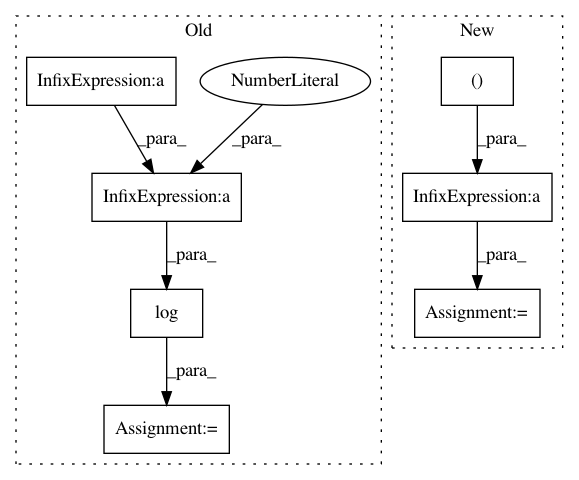 Old
New
InfixExpression:a
NumberLiteral
()
_para_
_para_
_para_
InfixExpression:a
InfixExpression:a
_para_
_para_
log
Assignment:=
_para_
Assignment:=